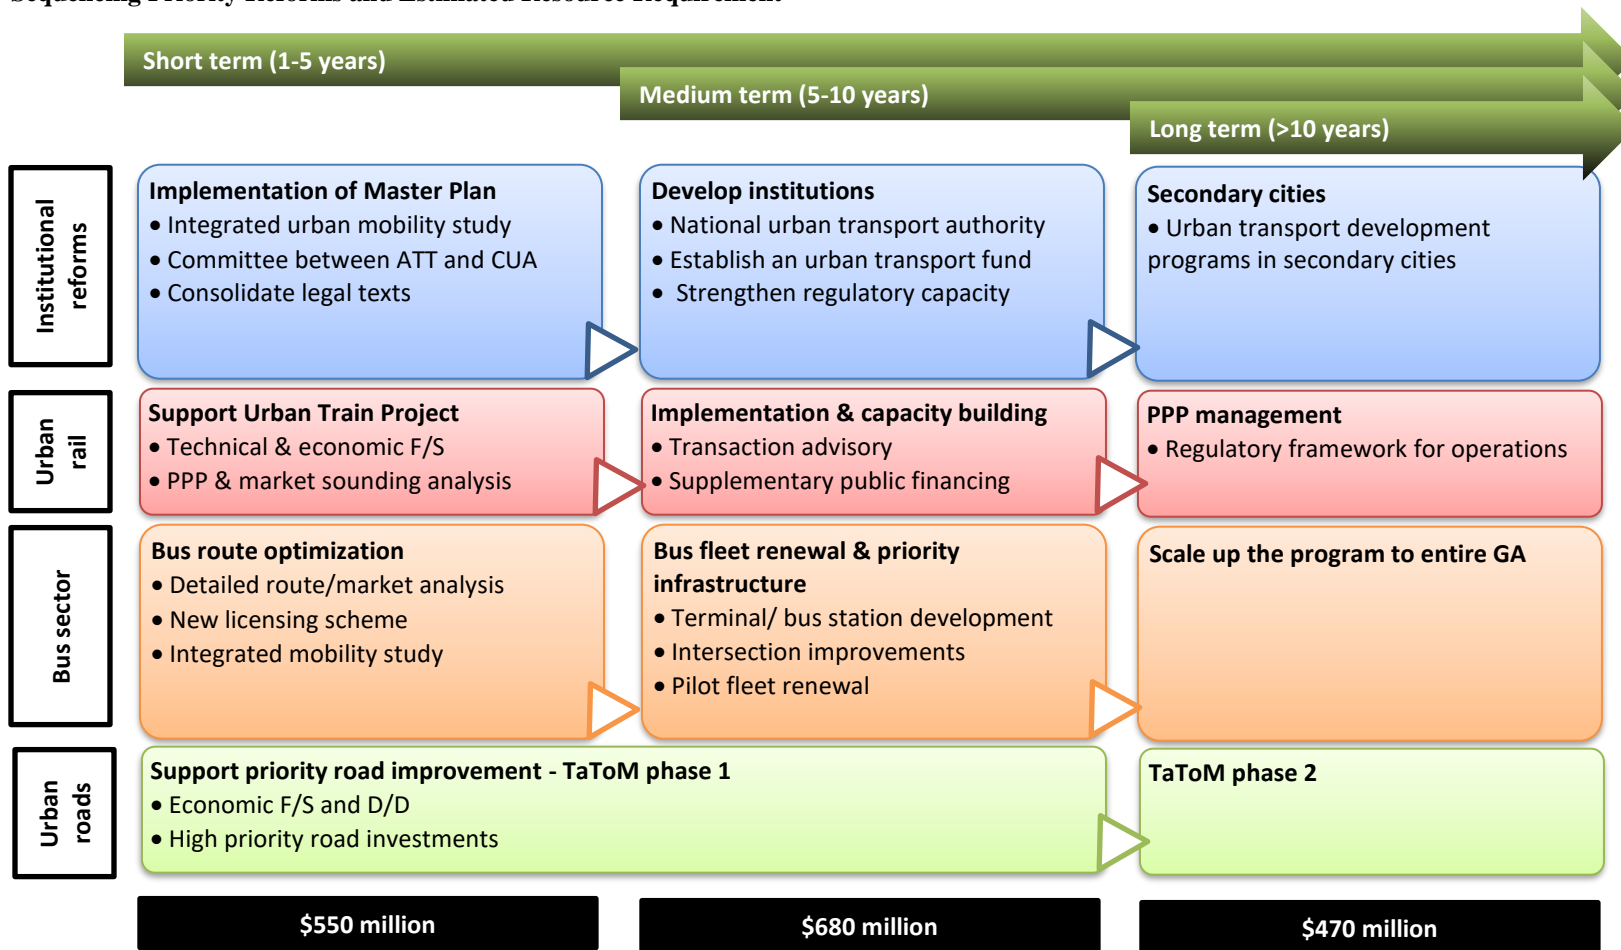 Sequencing Priority Reforms and Estimated Resource Requirement
Short term (1-5 years)
Medium term (5-10 years)
Long term (>10 years)
Institutional
reforms
Implementation of Master Plan
• Integrated urban mobility study
• Committee between ATT and CUA
• Consolidate legal texts
Develop institutions
• National urban transport authority
• Establish an urban transport fund
• Strengthen regulatory capacity
Secondary cities
• Urban transport development
programs in secondary cities
Urban
rail
Support Urban Train Project
• Technical & economic F/S
• PPP & market sounding analysis
Implementation & capacity building
• Transaction advisory
• Supplementary public financing
PPP management
• Regulatory framework for operations
Bus sector
Bus route optimization
• Detailed route/market analysis
• New licensing scheme
• Integrated mobility study
Bus fleet renewal & priority
infrastructure
• Terminal/ bus station development
• Intersection improvements
• Pilot fleet renewal
Scale up the program to entire GA
Urban
roads
Support priority road improvement - TaToM phase 1
• Economic F/S and D/D
• High priority road investments
TaToM phase 2
$550 million
$680 million
$470 million